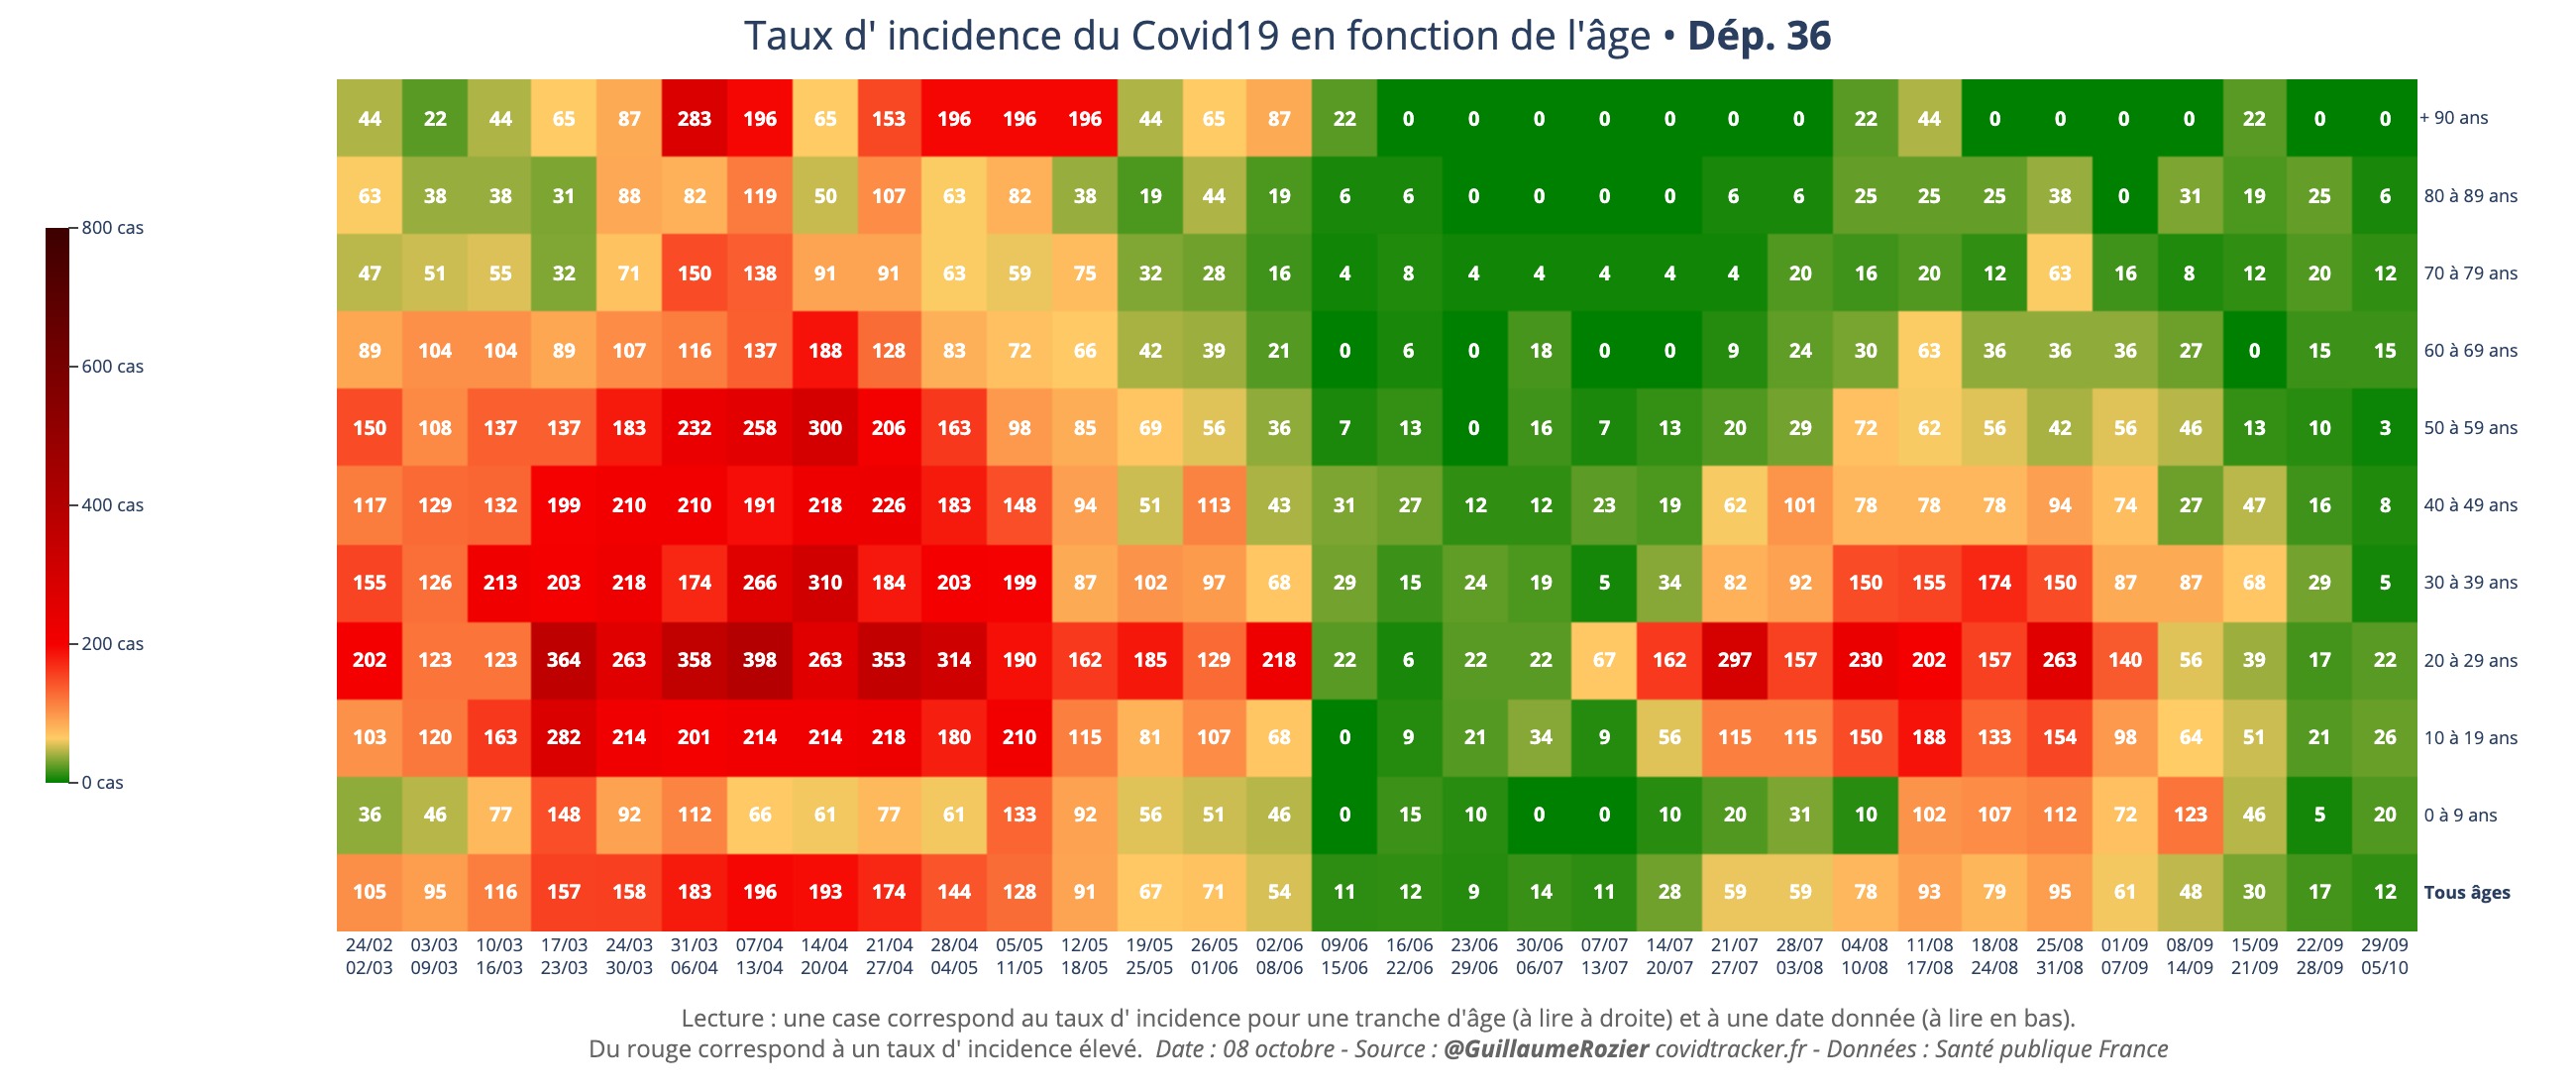 Taux d' incidence du Covid19 en fonction de l'âge • Dép. 36
800 cas
600 cas
400 cas
200 cas
0 cas
44 22 44 65 87 283 196 65 153 196 196 196 44 65 87 22 0 0 0 0 0 0 0 22 44 0 0 0 0 22 0 0 + 90 ans
63 38 38 31 88 82 119 50 107 63 82 38 19 44 19 6 6 0 0 0 0 6 6 25 25 25 38 0 31 19 25 6 80 à 89 ans
47 51 55 32 71 150 138 91 91 63 59 75 32 28 16 4 8 4 4 4 4 4 20 16 20 12 63 16 8 12 20 12 70 à 79 ans
89 104 104 89 107 116 137 188 128 83 72 66 42 39 21 0 6 0 18 0 0 9 24 30 63 36 36 36 27 0 15 15 60 à 69 ans
150 108 137 137 183 232 258 300 206 163 98 85 69 56 36 7 13 0 16 7 13 20 29 72 62 56 42 56 46 13 10 3 50 à 59 ans
117 129 132 199 210 210 191 218 226 183 148 94 51 113 43 31 27 12 12 23 19 62 101 78 78 78 94 74 27 47 16 8 40 à 49 ans
155 126 213 203 218 174 266 310 184 203 199 87 102 97 68 29 15 24 19 5 34 82 92 150 155 174 150 87 87 68 29 5 30 à 39 ans
202 123 123 364 263 358 398 263 353 314 190 162 185 129 218 22 6 22 22 67 162 297 157 230 202 157 263 140 56 39 17 22 20 à 29 ans
103 120 163 282 214 201 214 214 218 180 210 115 81 107 68 0 9 21 34 9 56 115 115 150 188 133 154 98 64 51 21 26 10 à 19 ans
36 46 77 148 92 112 66 61 77 61 133 92 56 51 46 0 15 10 0 0 10 20 31 10 102 107 112 72 123 46 5 20 0 à 9 ans
105 95 116 157 158 183 196 193 174 144 128 91 67 71 54 11 12 9 14 11 28 59 59 78 93 79 95 61 48 30 17 12 Tous âges
24/02 03/03 10/03 17/03 24/03 31/03 07/04 14/04 21/04 28/04 05/05 12/05 19/05 26/05 02/06 09/06 16/06 23/06 30/06 07/07 14/07 21/07 28/07 04/08 11/08 18/08 25/08 01/09 08/09 15/09 22/09 29/09
02/03 09/03 16/03 23/03 30/03 06/04 13/04 20/04 27/04 04/05 11/05 18/05 25/05 01/06 08/06 15/06 22/06 29/06 06/07 13/07 20/07 27/07 03/08 10/08 17/08 24/08 31/08 07/09 14/09 21/09 28/09 05/10
Lecture : une case correspond au taux d' incidence pour une tranche d'âge (à lire à droite) et à une date donnée (à lire en bas).
Du rouge correspond à un taux d' incidence élevé. Date : 08 octobre - Source : @GuillaumeRozier covidtracker.fr - Données : Santé publique France